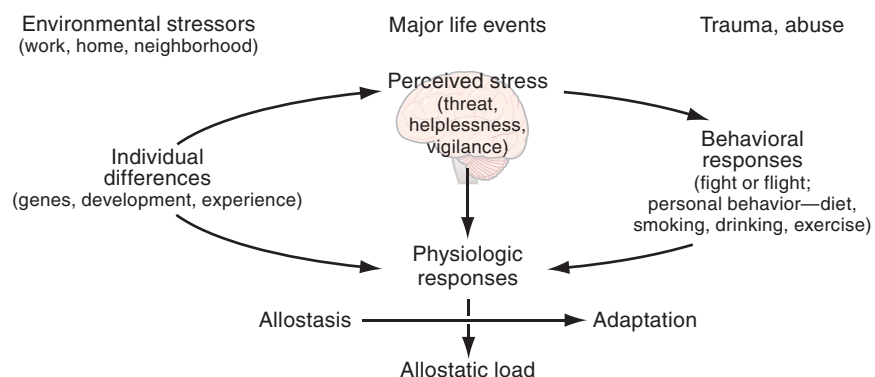 Environmental stressors
(work, home, neighborhood)
Major life events
Trauma, abuse
Perceived stress
(threat,
helplessness,
vigilance)
Individual
differences
(genes, development, experience)
Behavioral
responses
(fight or flight;
personal behavior—diet,
smoking, drinking, exercise)
Physiologic
responses
Allostasis
Adaptation
Allostatic load